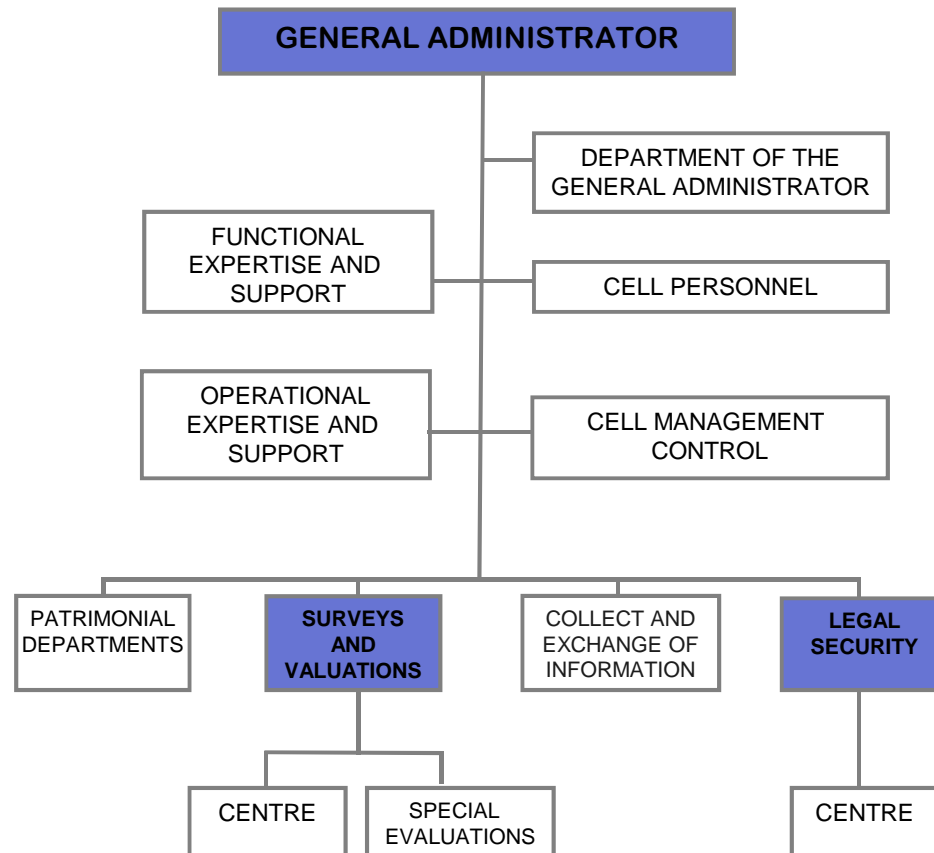 GENERAL ADMINISTRATOR
DEPARTMENT OF THE
GENERAL ADMINISTRATOR
FUNCTIONAL
EXPERTISE AND
SUPPORT
CELL PERSONNEL
OPERATIONAL
EXPERTISE AND
SUPPORT
CELL MANAGEMENT
CONTROL
PATRIMONIAL
DEPARTMENTS
SURVEYS
AND
VALUATIONS
COLLECT AND
EXCHANGE OF
INFORMATION
LEGAL
SECURITY
CENTRE
SPECIAL
EVALUATIONS
CENTRE